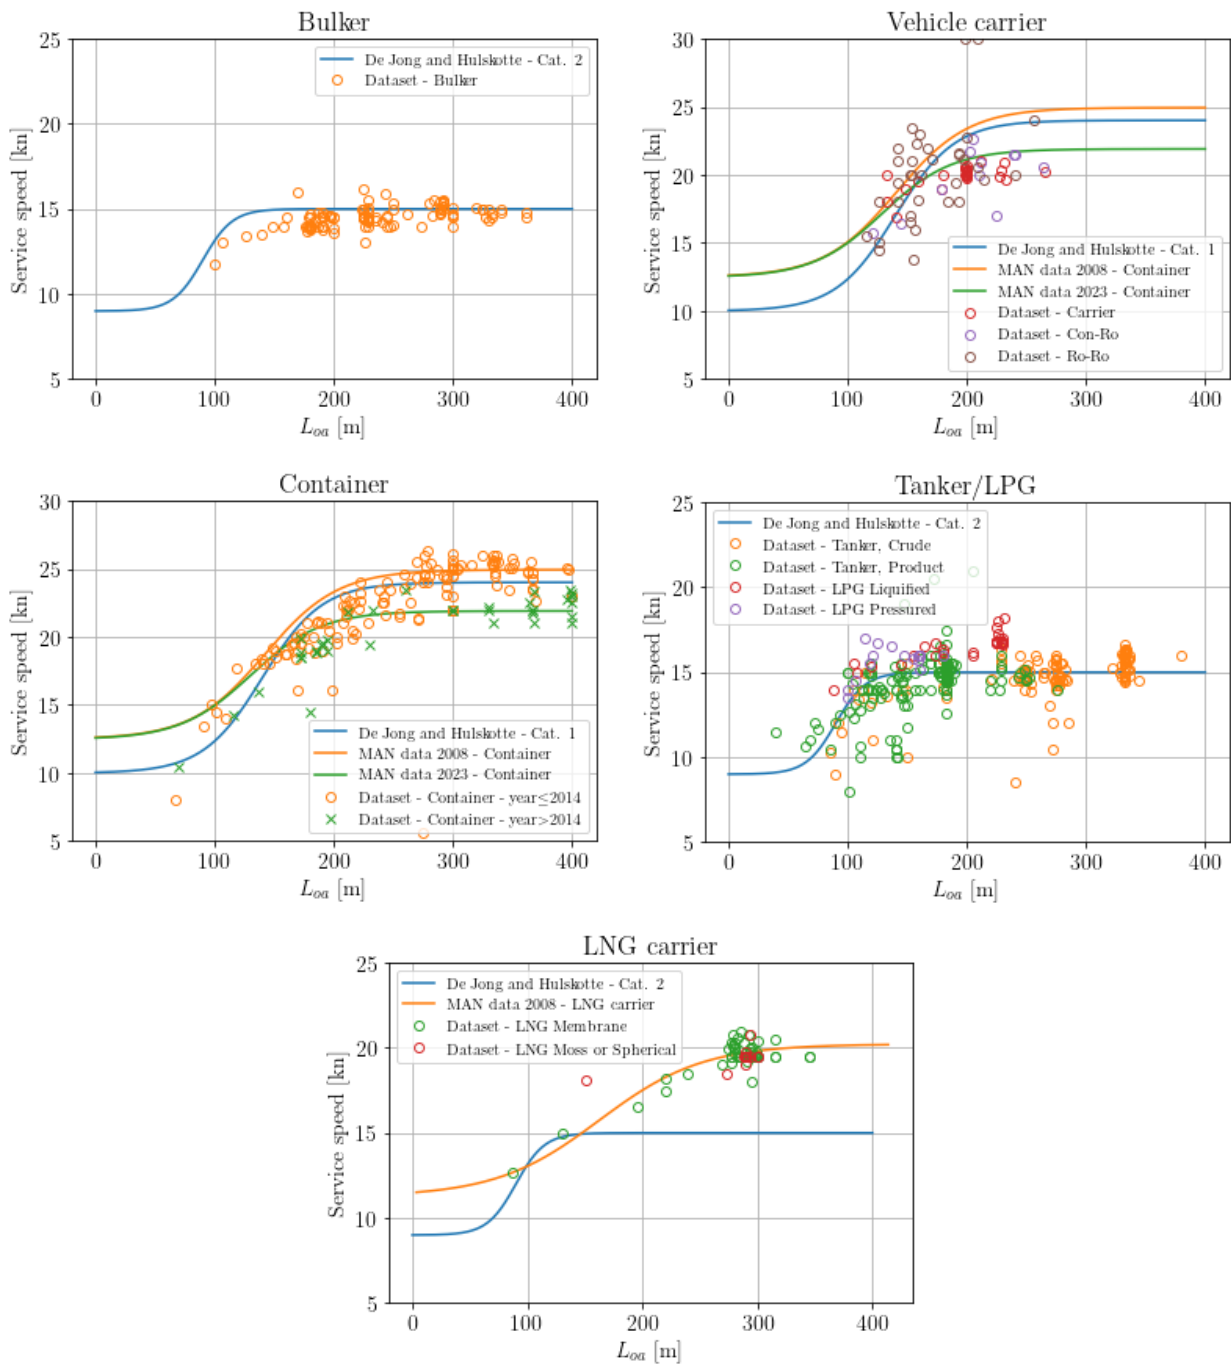 Bulker
25
20
15
10
5
Service speed [kn]
De Jong and Hulskotte - Cat. 2
Dataset - Bulker
0 100 200 300 400
L_oa [m]
Vehicle carrier
30
25
20
15
10
5
Service speed [kn]
De Jong and Hulskotte - Cat. 1
MAN data 2008 - Container
MAN data 2023 - Container
Dataset - Carrier
Dataset - Con-Ro
Dataset - Ro-Ro
0 100 200 300 400
L_oa [m]
Container
30
25
20
15
10
5
Service speed [kn]
De Jong and Hulskotte - Cat. 1
MAN data 2008 - Container
MAN data 2023 - Container
Dataset - Container - year≤2014
Dataset - Container - year>2014
0 100 200 300 400
L_oa [m]
Tanker/LPG
25
20
15
10
5
Service speed [kn]
De Jong and Hulskotte - Cat. 2
Dataset - Tanker, Crude
Dataset - Tanker, Product
Dataset - LPG Liquified
Dataset - LPG Pressured
0 100 200 300 400
L_oa [m]
LNG carrier
25
20
15
10
5
Service speed [kn]
De Jong and Hulskotte - Cat. 2
MAN data 2008 - LNG carrier
Dataset - LNG Membrane
Dataset - LNG Moss or Spherical
0 100 200 300 400
L_oa [m]